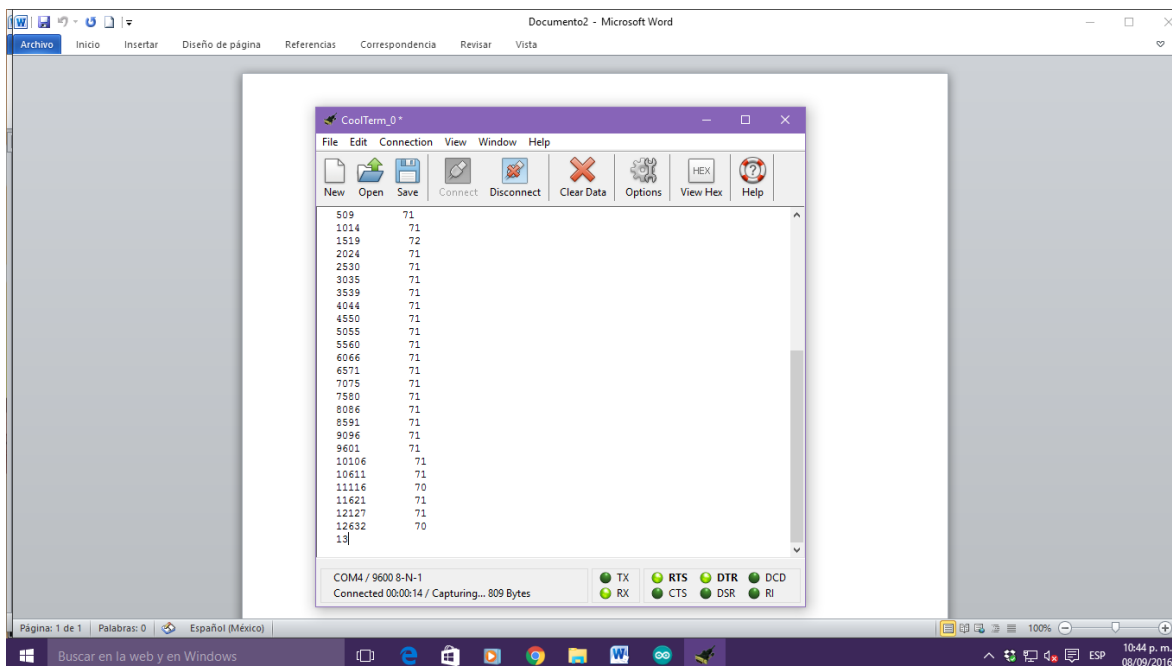 Documento2 - Microsoft Word
Archivo Inicio Insertar Diseño de página Referencias Correspondencia Revisar Vista
CoolTerm_0 *
File Edit Connection View Window Help
HEX
New Open Save Connect Disconnect Clear Data Options View Hex Help
509 71
1014 71
1519 72
2024 71
2530 71
3035 71
3539 71
4044 71
4550 71
5055 71
5560 71
6066 71
6571 71
7075 71
7580 71
8086 71
8591 71
9096 71
9601 71
10106 71
10611 71
11116 70
11621 71
12127 71
12632 70
13
COM4 / 9600 8-N-1
Connected 00:00:14 / Capturing... 809 Bytes
TX RTS DTR DCD
RX CTS DSR RI
Página: 1 de 1 Palabras: 0 Español (México) 100%
Buscar en la web y en Windows
ESP
10:44 p. m.
08/09/2016